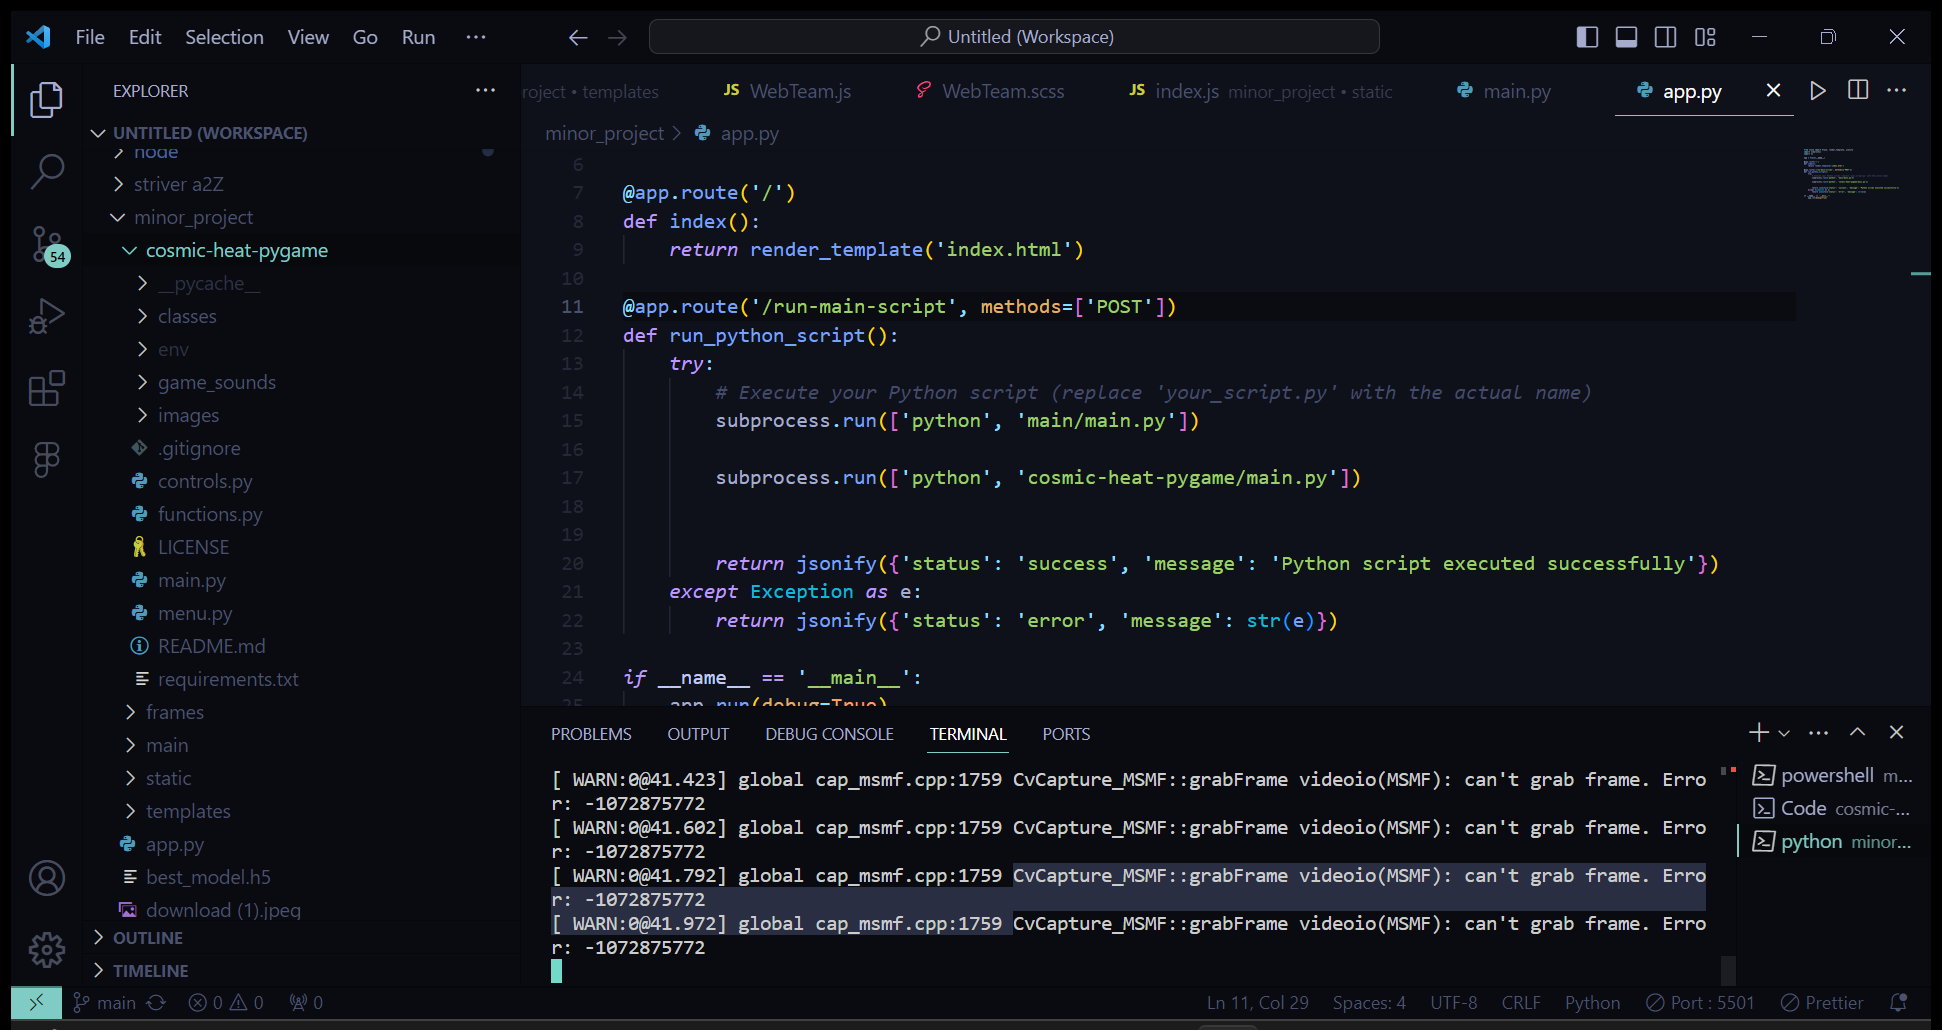 File Edit Selection View Go Run ···
Untitled (Workspace)
EXPLORER
UNTITLED (WORKSPACE)
node
striver a2Z
minor_project
cosmic-heat-pygame
__pycache__
classes
env
game_sounds
images
.gitignore
controls.py
functions.py
LICENSE
main.py
menu.py
README.md
requirements.txt
frames
main
static
templates
app.py
best_model.h5
download (1).jpeg
OUTLINE
TIMELINE
54
roject • templates
JS WebTeam.js
WebTeam.scss
JS index.js minor_project • static
main.py
app.py
minor_project > app.py
6
7 @app.route('/')
8 def index():
9 return render_template('index.html')
10
11 @app.route('/run-main-script', methods=['POST'])
12 def run_python_script():
13 try:
14 # Execute your Python script (replace 'your_script.py' with the actual name)
15 subprocess.run(['python', 'main/main.py'])
16
17 subprocess.run(['python', 'cosmic-heat-pygame/main.py'])
18
19
20 return jsonify({'status': 'success', 'message': 'Python script executed successfully'})
21 except Exception as e:
22 return jsonify({'status': 'error', 'message': str(e)})
23
24 if __name__ == '__main__':
25 app.run(debug=True)
PROBLEMS OUTPUT DEBUG CONSOLE TERMINAL PORTS
[ WARN:0@41.423] global cap_msmf.cpp:1759 CvCapture_MSMF::grabFrame videoio(MSMF): can't grab frame. Erro
r: -1072875772
[ WARN:0@41.602] global cap_msmf.cpp:1759 CvCapture_MSMF::grabFrame videoio(MSMF): can't grab frame. Erro
r: -1072875772
[ WARN:0@41.792] global cap_msmf.cpp:1759 CvCapture_MSMF::grabFrame videoio(MSMF): can't grab frame. Erro
r: -1072875772
[ WARN:0@41.972] global cap_msmf.cpp:1759 CvCapture_MSMF::grabFrame videoio(MSMF): can't grab frame. Erro
r: -1072875772
powershell m...
Code cosmic-...
python minor...
main 0 0 0
Ln 11, Col 29 Spaces: 4 UTF-8 CRLF Python Port : 5501 Prettier